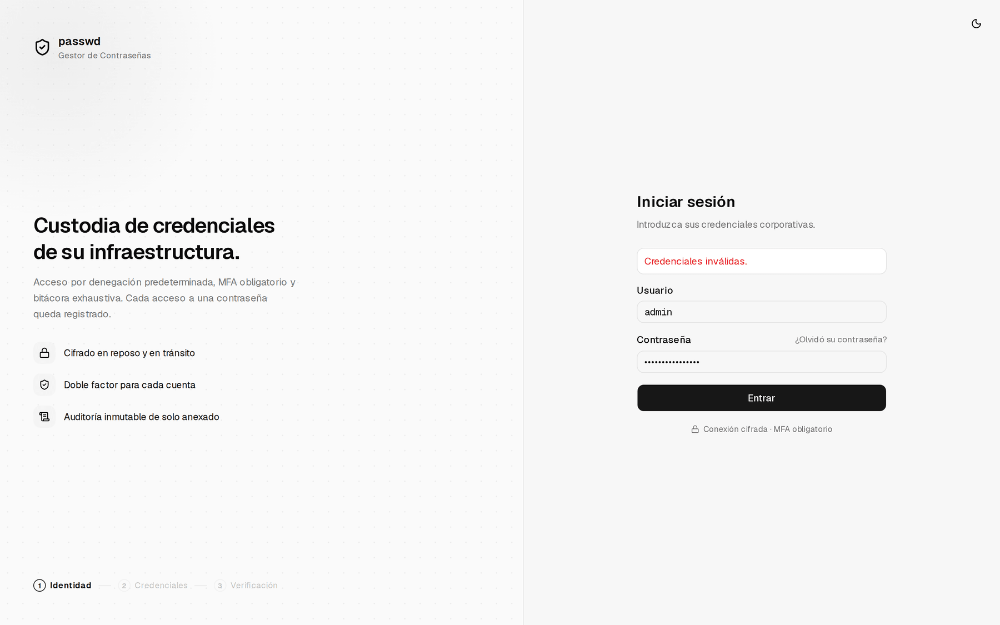 passwd
Gestor de Contraseñas
Custodia de credenciales
de su infraestructura.
Acceso por denegación predeterminada, MFA obligatorio y
bitácora exhaustiva. Cada acceso a una contraseña
queda registrado.
Cifrado en reposo y en tránsito
Doble factor para cada cuenta
Auditoría inmutable de solo anexado
1 Identidad
2 Credenciales
3 Verificación
Iniciar sesión
Introduzca sus credenciales corporativas.
Credenciales inválidas.
Usuario
admin
Contraseña
¿Olvidó su contraseña?
••••••••••••••••
Entrar
Conexión cifrada · MFA obligatorio